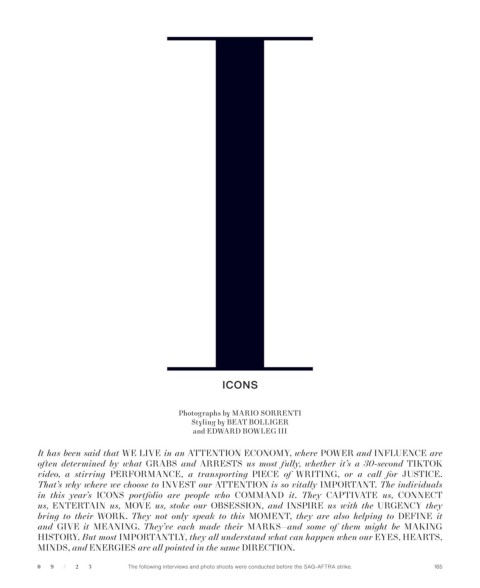 I
ICONS
Photographs by MARIO SORRENTI
Styling by BEAT BOLLIGER
and EDWARD BOWLEG III
It has been said that WE LIVE in an ATTENTION ECONOMY, where POWER and INFLUENCE are
often determined by what GRABS and ARRESTS us most fully, whether it's a 30-second TIKTOK
video, a stirring PERFORMANCE, a transporting PIECE of WRITING, or a call for JUSTICE.
That's why where we choose to INVEST our ATTENTION is so vitally IMPORTANT. The individuals
in this year's ICONS portfolio are people who COMMAND it. They CAPTIVATE us, CONNECT
us, ENTERTAIN us, MOVE us, stoke our OBSESSION, and INSPIRE us with the URGENCY they
bring to their WORK. They not only speak to this MOMENT, they are also helping to DEFINE it
and GIVE it MEANING. They've each made their MARKS—and some of them might be MAKING
HISTORY. But most IMPORTANTLY, they all understand what can happen when our EYES, HEARTS,
MINDS, and ENERGIES are all pointed in the same DIRECTION.
0 9 / 2 3 The following interviews and photo shoots were conducted before the SAG-AFTRA strike. 165